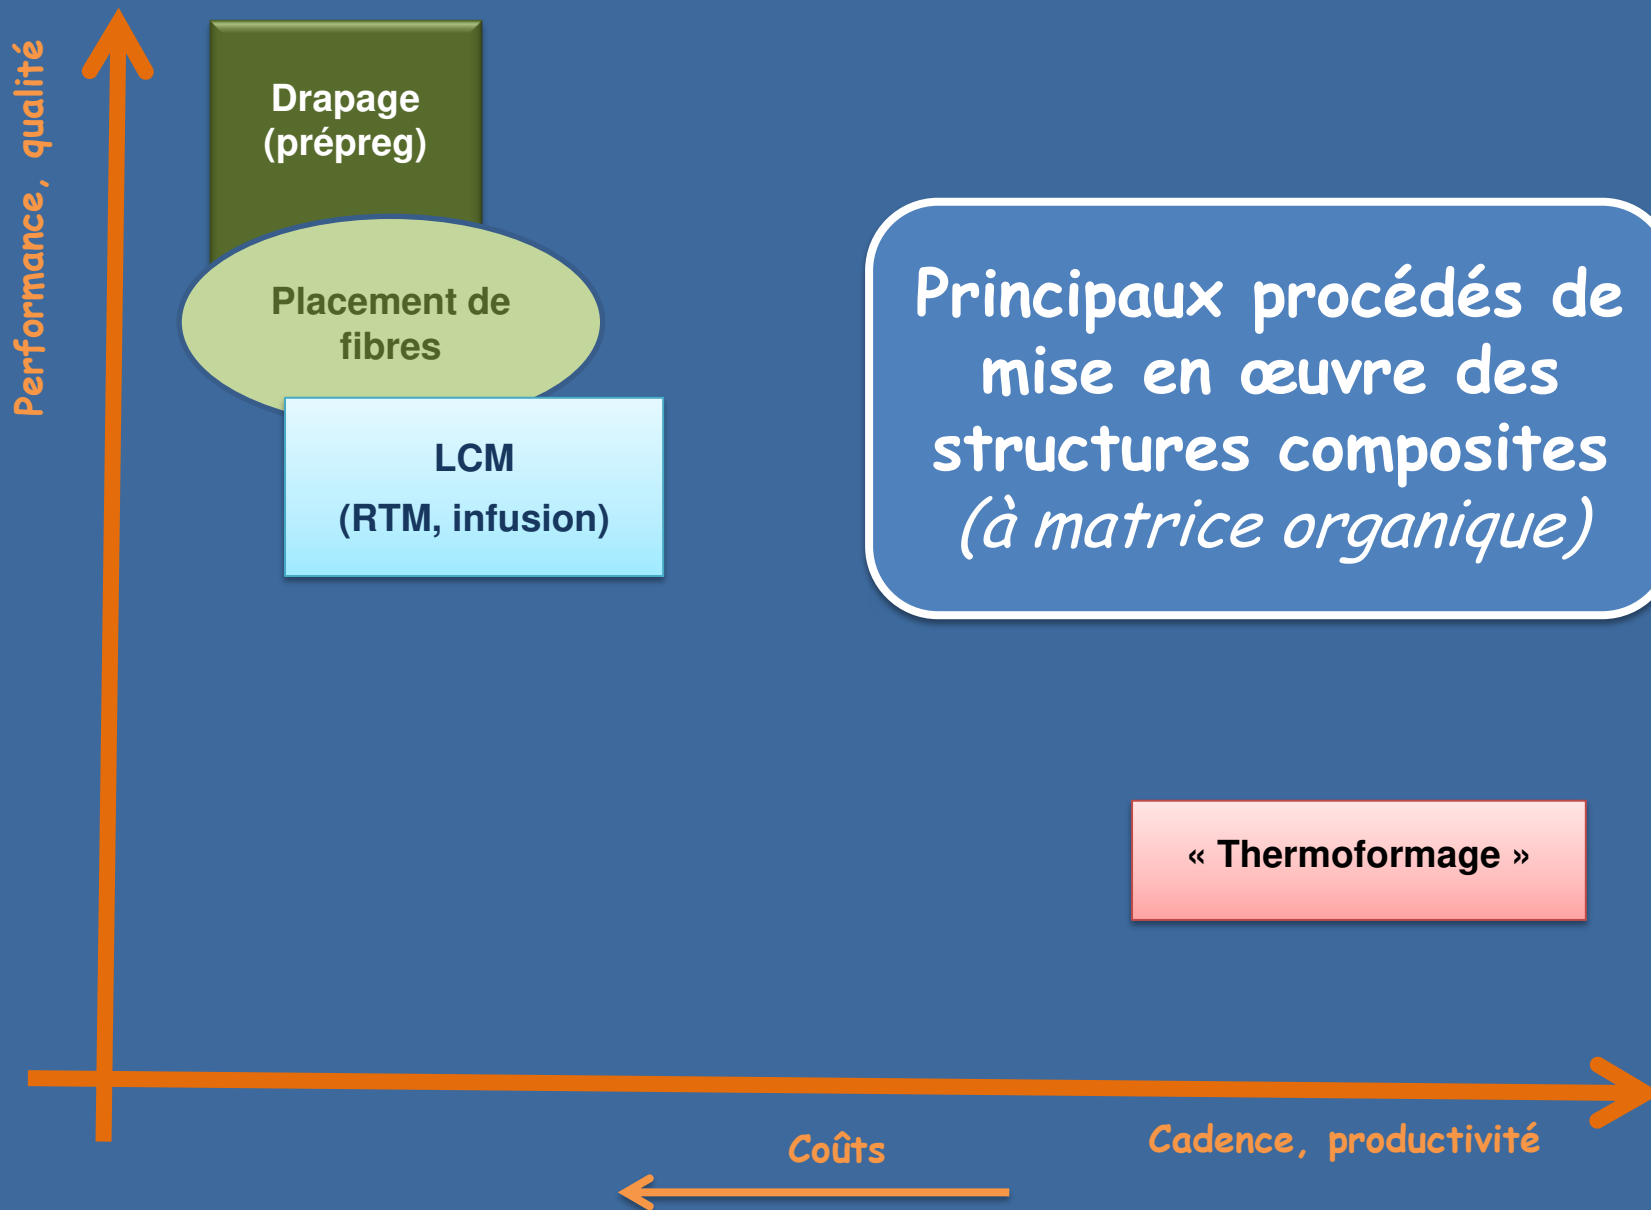 Performance, qualité
Drapage
(prépreg)
Placement de
fibres
LCM
(RTM, infusion)
Principaux procédés de
mise en œuvre des
structures composites
(à matrice organique)
« Thermoformage »
Coûts
Cadence, productivité